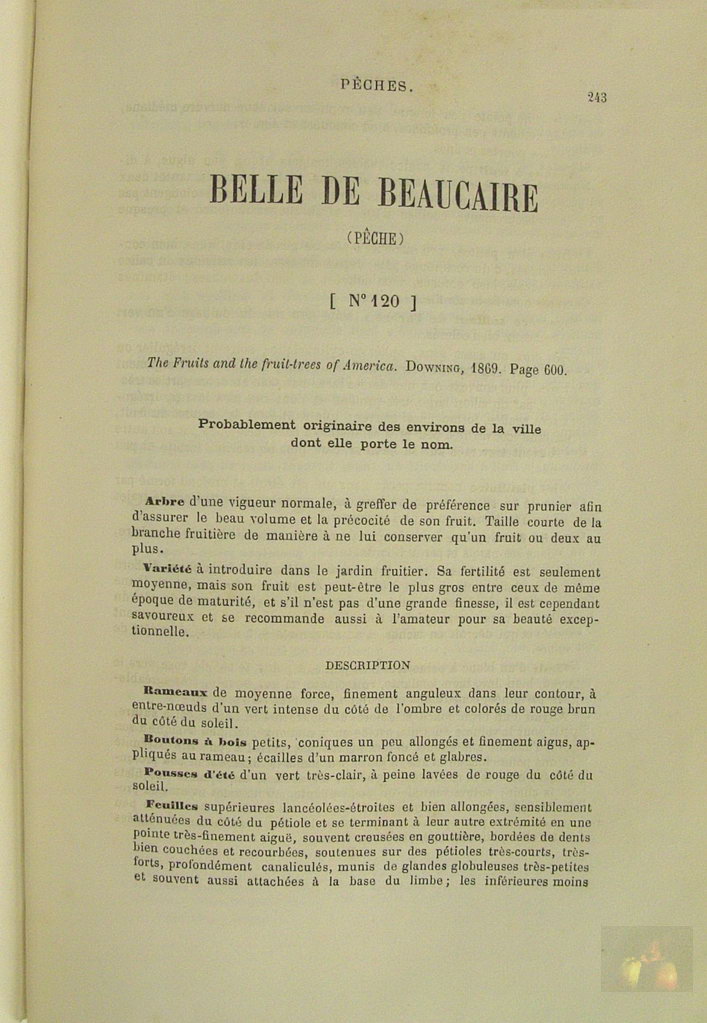 PÊCHES.
243
BELLE DE BEAUCAIRE
(PÊCHE)
[ N° 120 ]
The Fruits and the fruit-trees of America. DOWNING, 1869. Page 600.
Probablement originaire des environs de la ville
dont elle porte le nom.
Arbre d'une vigueur normale, à greffer de préférence sur prunier afin
d'assurer le beau volume et la précocité de son fruit. Taille courte de la
branche fruitière de manière à ne lui conserver qu'un fruit ou deux au
plus.
Variété à introduire dans le jardin fruitier. Sa fertilité est seulement
moyenne, mais son fruit est peut-être le plus gros entre ceux de même
époque de maturité, et s'il n'est pas d'une grande finesse, il est cependant
savoureux et se recommande aussi à l'amateur pour sa beauté excep-
tionnelle.
DESCRIPTION
Rameaux de moyenne force, finement anguleux dans leur contour, à
entre-nœuds d'un vert intense du côté de l'ombre et colorés de rouge brun
du côté du soleil.
Boutons à bois petits, coniques un peu allongés et finement aigus, ap-
pliqués au rameau ; écailles d'un marron foncé et glabres.
Pousses d'été d'un vert très-clair, à peine lavées de rouge du côté du
soleil.
Feuilles supérieures lancéolées-étroites et bien allongées, sensiblement
atténuées du côté du pétiole et se terminant à leur autre extrémité en une
pointe très-finement aiguë, souvent creusées en gouttière, bordées de dents
bien couchées et recourbées, soutenues sur des pétioles très-courts, très-
forts, profondément canaliculés, munis de glandes globuleuses très-petites
et souvent aussi attachées à la base du limbe ; les inférieures moins